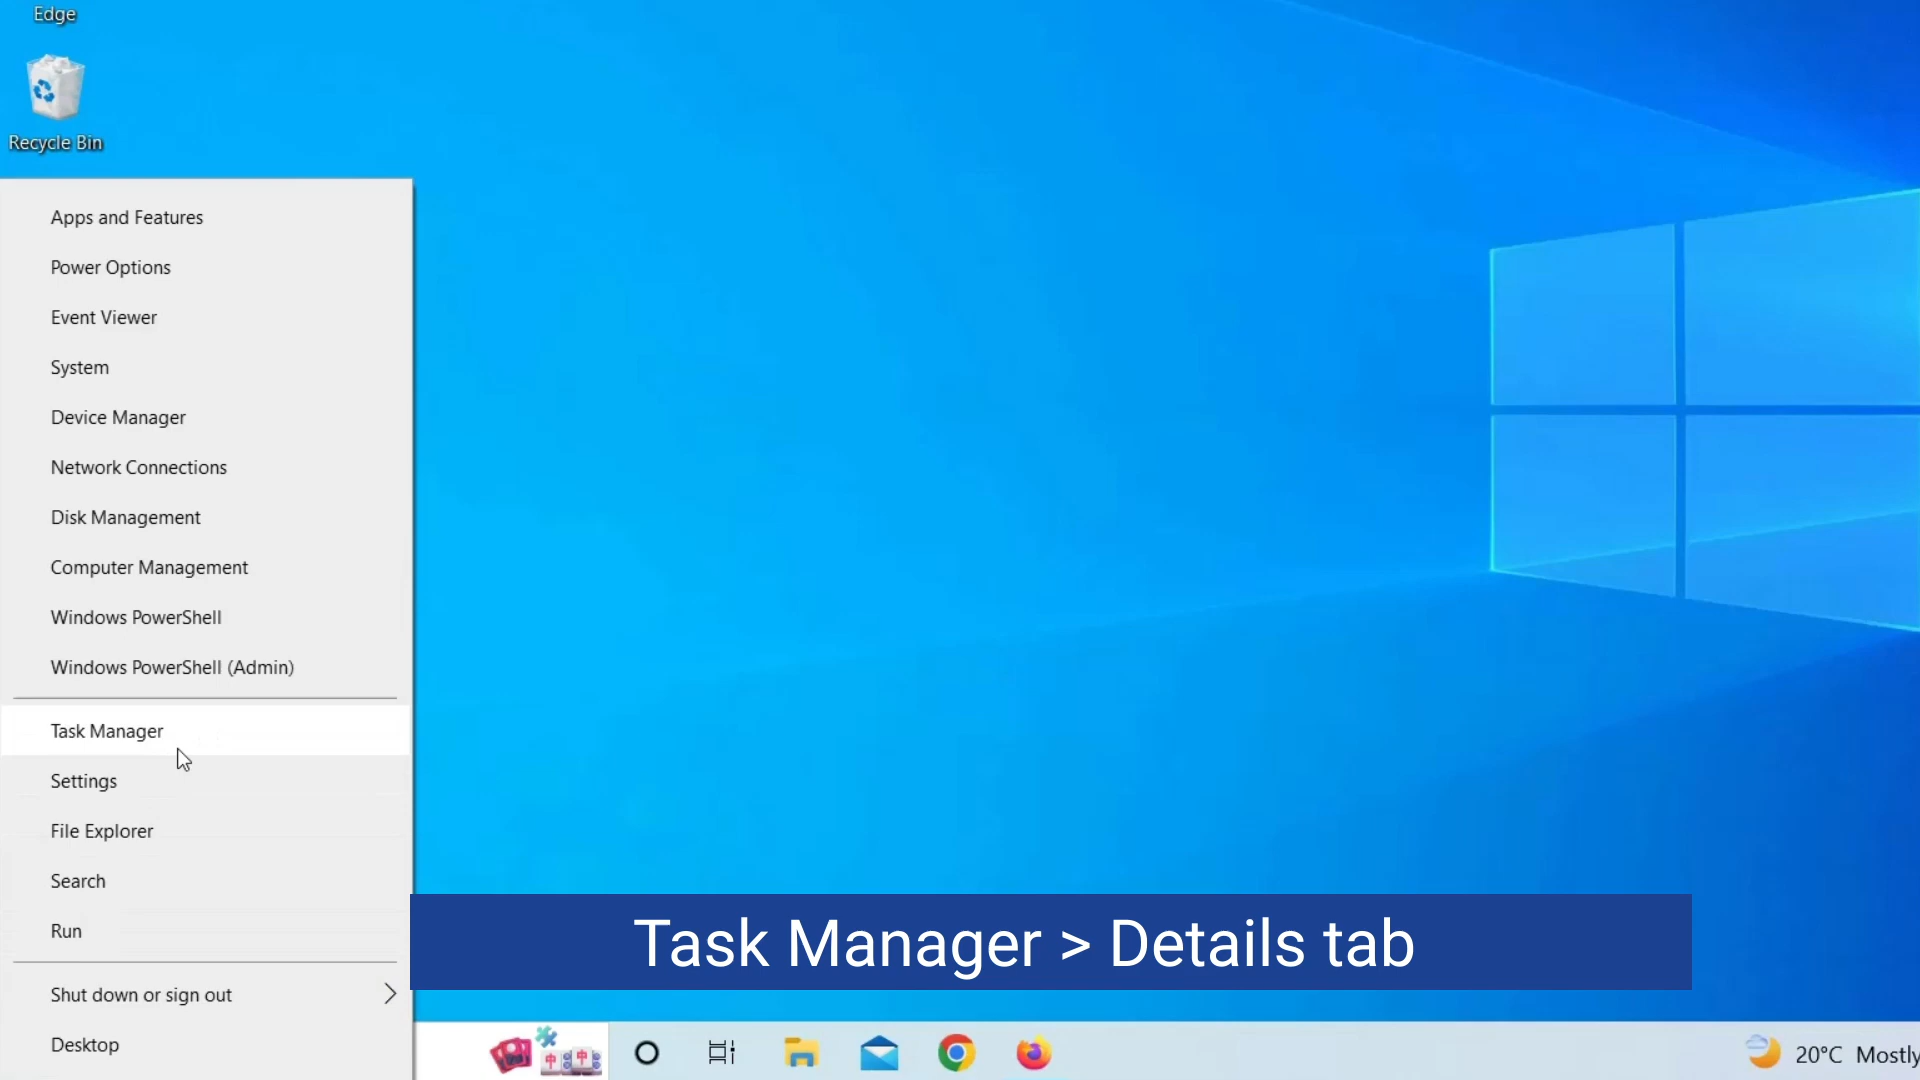 Edge
Recycle Bin
Apps and Features
Power Options
Event Viewer
System
Device Manager
Network Connections
Disk Management
Computer Management
Windows PowerShell
Windows PowerShell (Admin)
Task Manager
Settings
File Explorer
Search
Run
Shut down or sign out
Desktop
Task Manager > Details tab
中 中
20°C Mostly